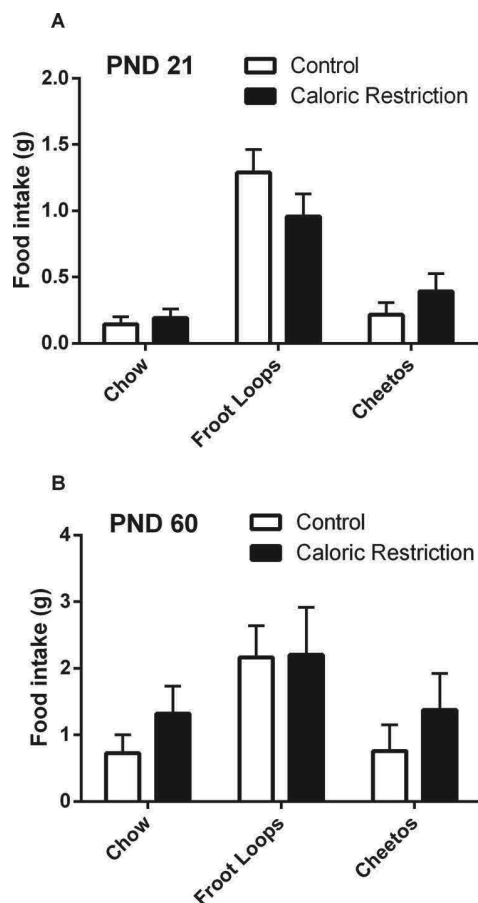 A
PND 21
Control
Caloric Restriction
Food intake (g)
2.0
1.5
1.0
0.5
0.0
Chow
Froot Loops
Cheetos
B
PND 60
Control
Caloric Restriction
Food intake (g)
4
3
2
1
0
Chow
Froot Loops
Cheetos